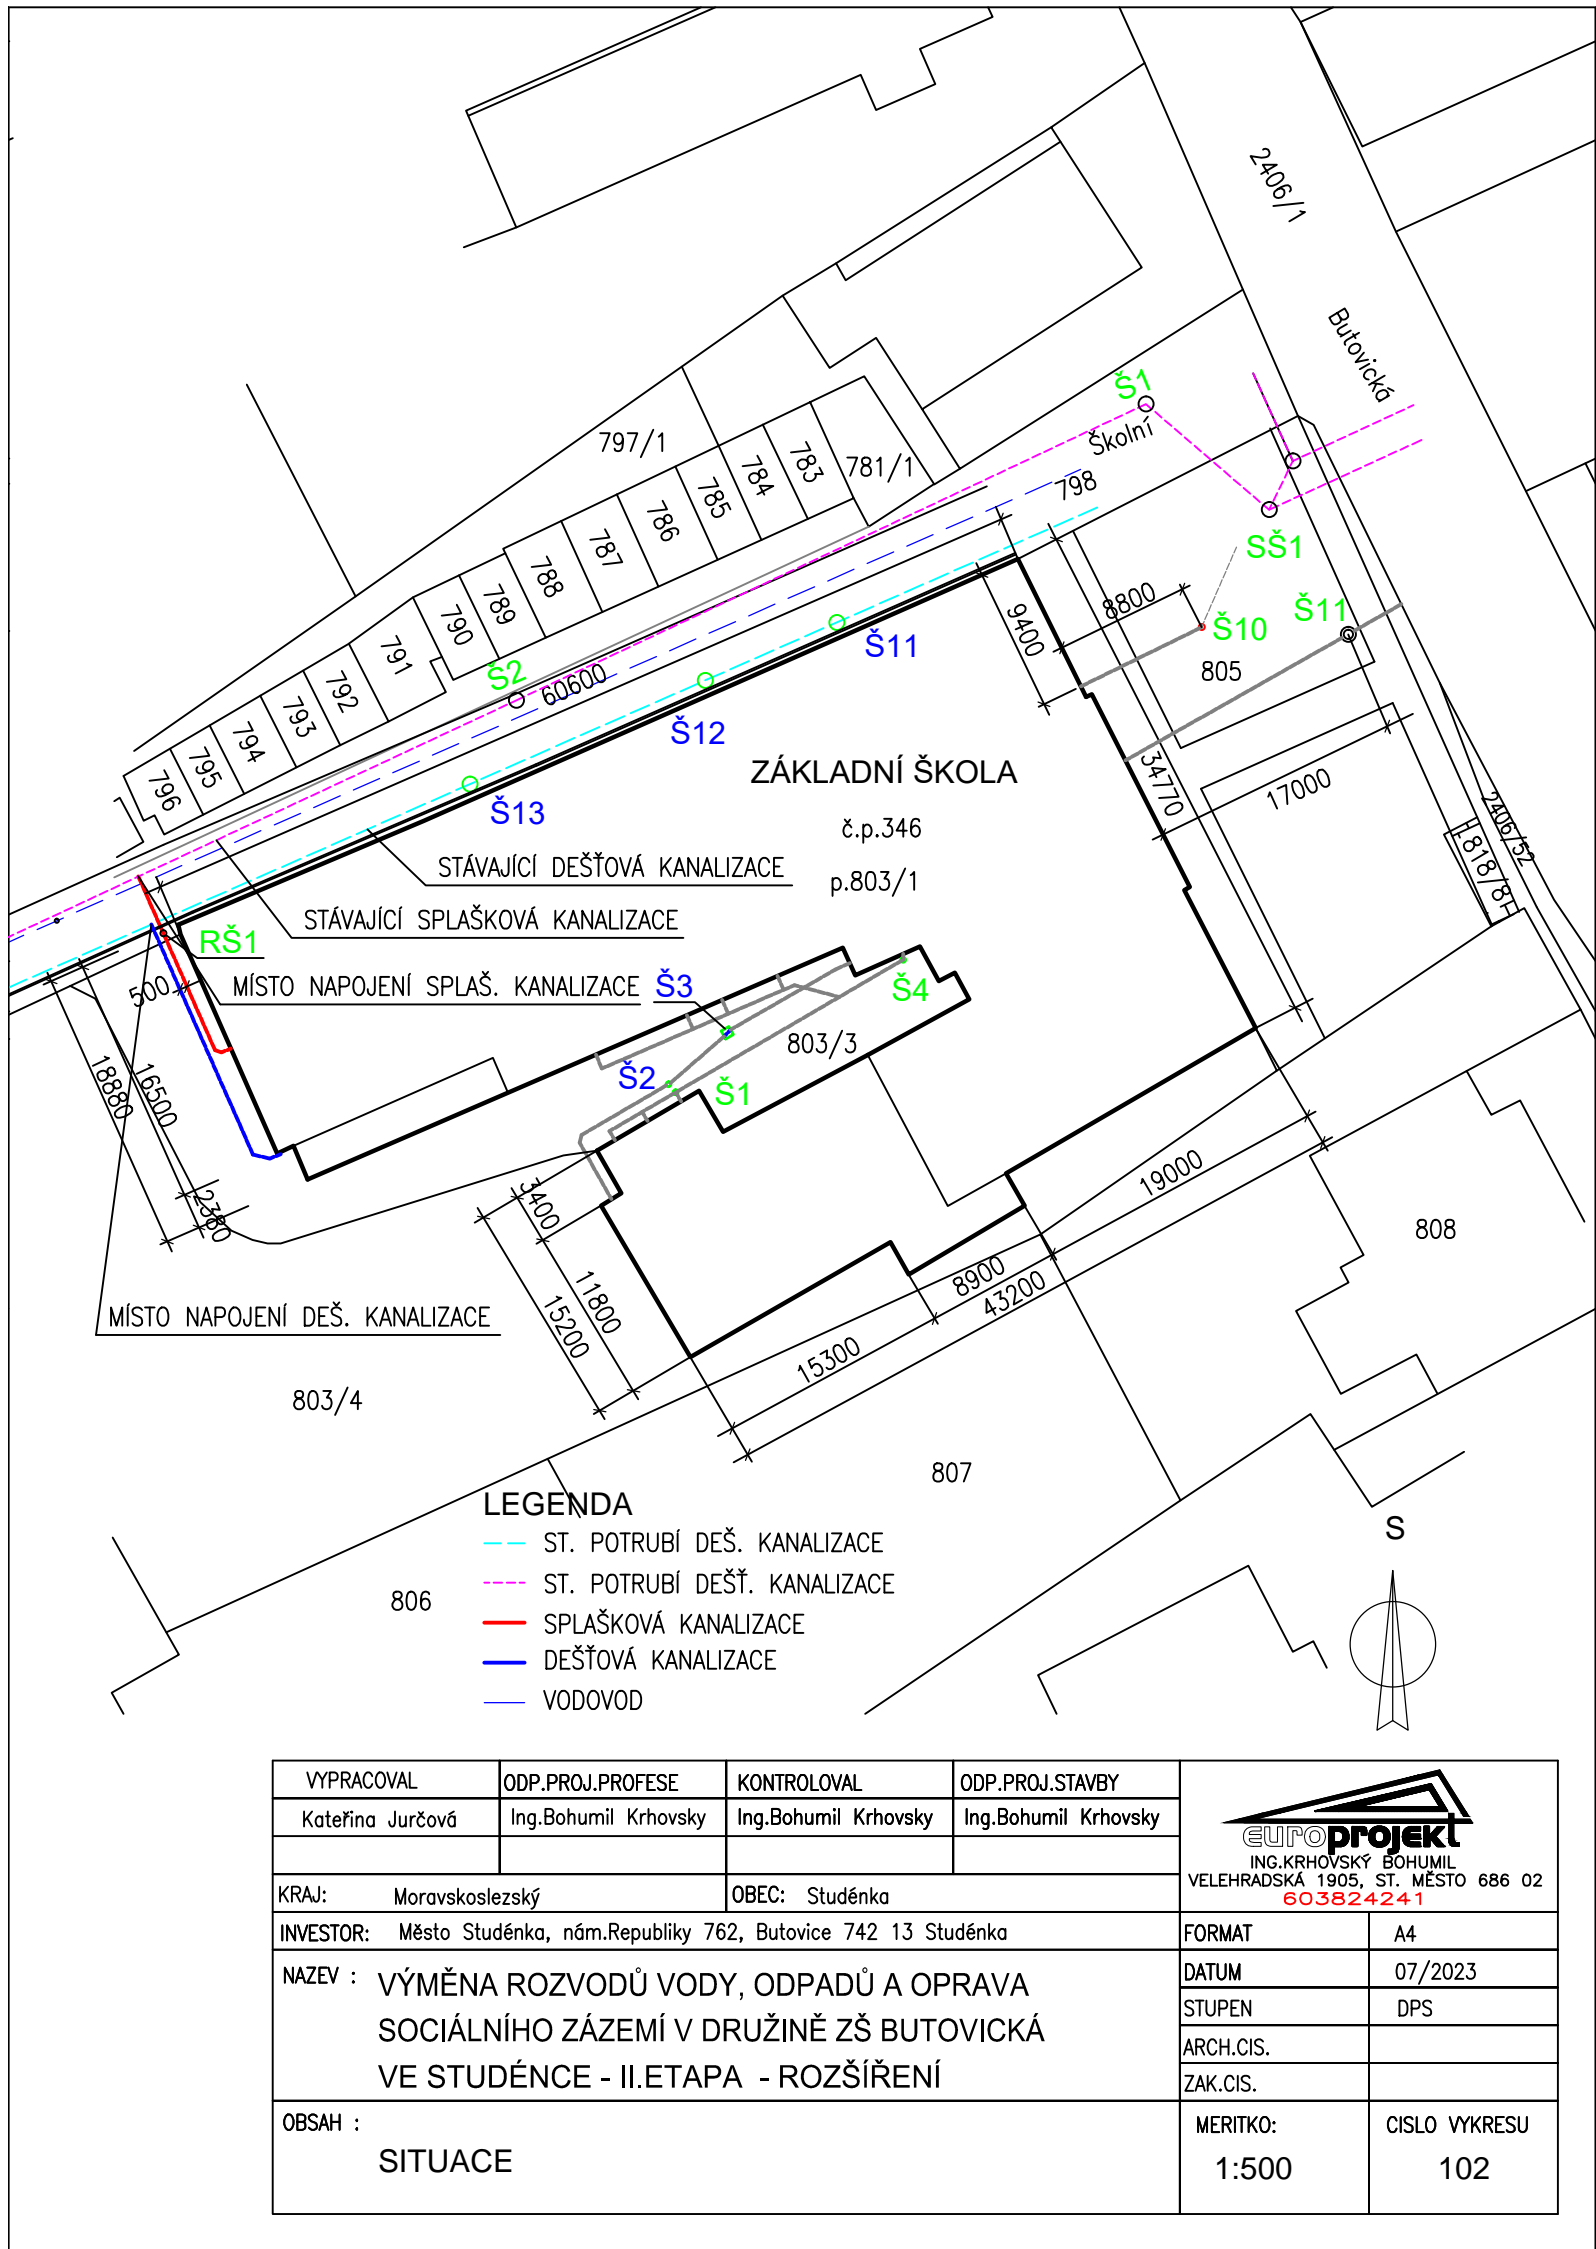 2406/1
Butovická
Š1
Školní
797/1
781/1
783
784
785
786
787
788
789
790
791
792
793
794
795
796
798
SŠ1
Š11
Š10
8800
9400
805
Š2
60600
Š11
Š12
Š13
ZÁKLADNÍ ŠKOLA
č.p.346
p.803/1
34770
17000
2406/52
818/8
STÁVAJÍCÍ DEŠŤOVÁ KANALIZACE
STÁVAJÍCÍ SPLAŠKOVÁ KANALIZACE
RŠ1
MÍSTO NAPOJENÍ SPLAŠ. KANALIZACE
500
Š3
Š4
803/3
Š2
Š1
18880
16500
2380
3400
11800
15200
19000
8900
43200
15300
808
MÍSTO NAPOJENÍ DEŠ. KANALIZACE
803/4
807
806
LEGENDA
ST. POTRUBÍ DEŠ. KANALIZACE
ST. POTRUBÍ DEŠŤ. KANALIZACE
SPLAŠKOVÁ KANALIZACE
DEŠŤOVÁ KANALIZACE
VODOVOD
S
VYPRACOVAL ODP.PROJ.PROFESE KONTROLOVAL ODP.PROJ.STAVBY
Kateřina Jurčová Ing.Bohumil Krhovsky Ing.Bohumil Krhovsky Ing.Bohumil Krhovsky
europrojekt
ING.KRHOVSKÝ BOHUMIL
VELEHRADSKÁ 1905, ST. MĚSTO 686 02
603824241
KRAJ: Moravskoslezský OBEC: Studénka
INVESTOR: Město Studénka, nám.Republiky 762, Butovice 742 13 Studénka
FORMAT A4
NAZEV : VÝMĚNA ROZVODŮ VODY, ODPADŮ A OPRAVA
SOCIÁLNÍHO ZÁZEMÍ V DRUŽINĚ ZŠ BUTOVICKÁ
VE STUDÉNCE - II.ETAPA - ROZŠÍŘENÍ
DATUM 07/2023
STUPEN DPS
ARCH.CIS.
ZAK.CIS.
OBSAH :
SITUACE
MERITKO:
1:500
CISLO VYKRESU
102